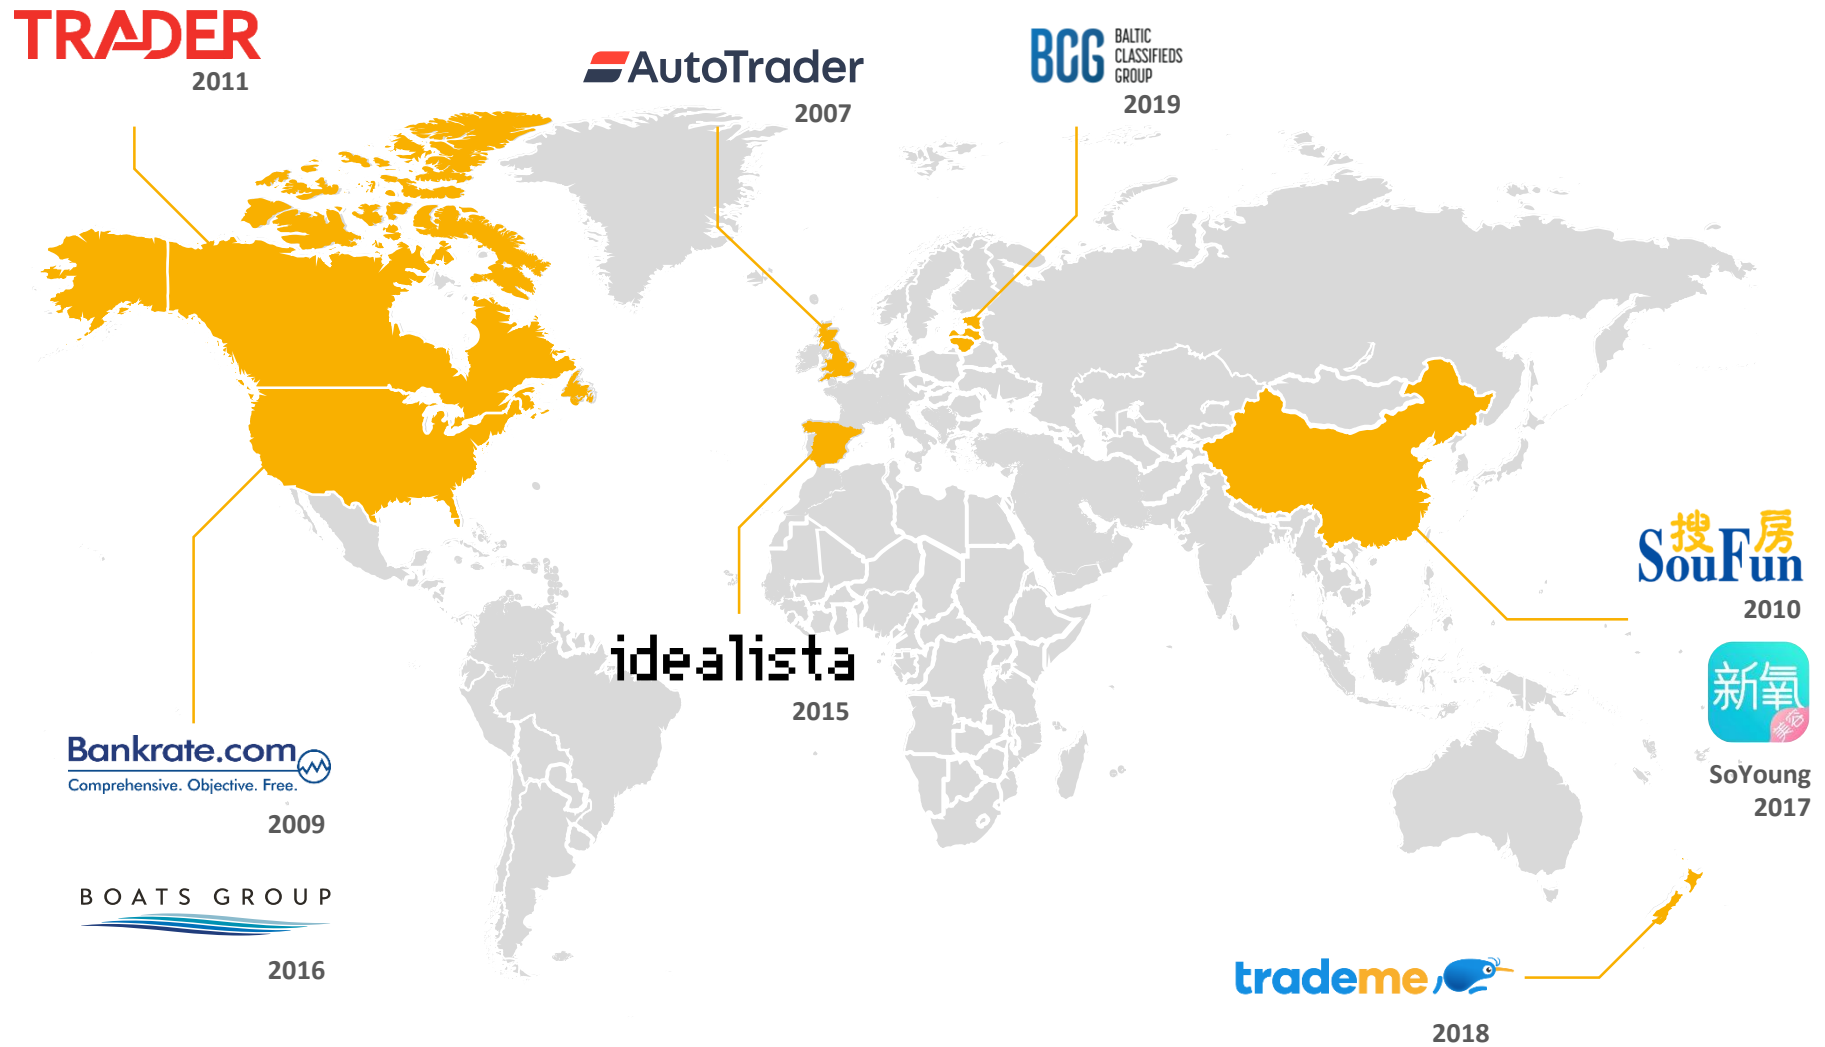 TRADER
2011
AutoTrader
2007
BCG
BALTIC
CLASSIFIEDS
GROUP
2019
搜房
SouFun
2010
新氧
SoYoung
2017
idealista
2015
Bankrate.com
Comprehensive. Objective. Free.
2009
BOATS GROUP
2016
trademe
2018